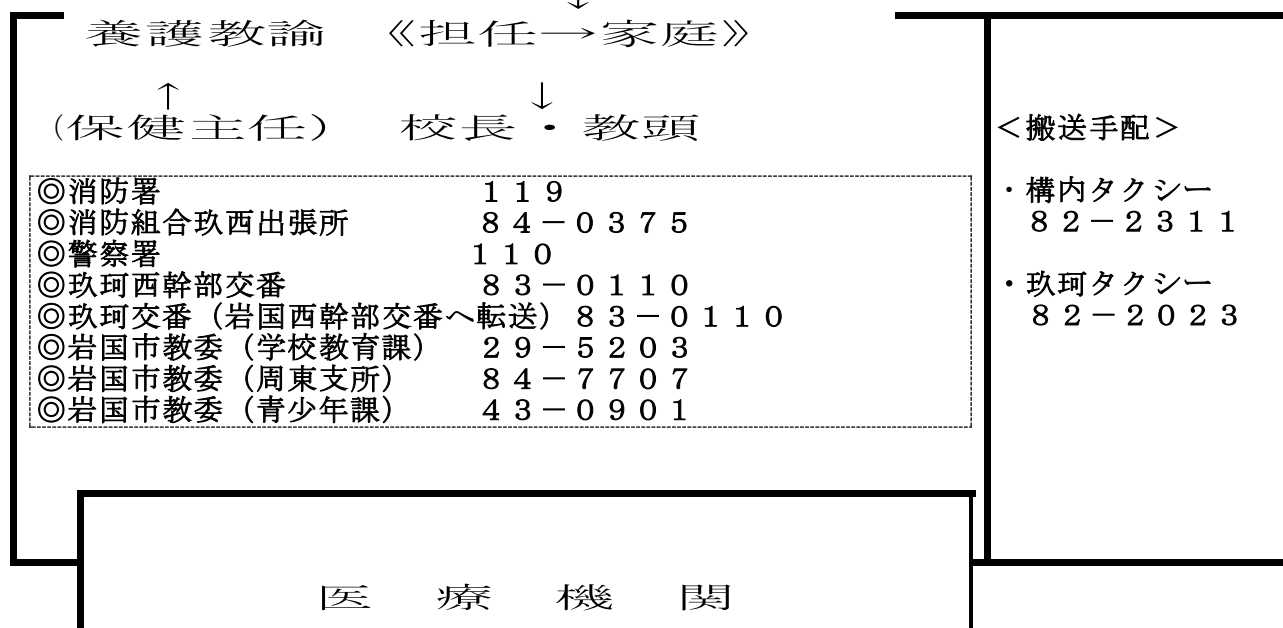 ↓
養護教諭　《担任→家庭》
↑　↓
(保健主任)　校長・教頭
◎消防署　１１９
◎消防組合玖西出張所　８４－０３７５
◎警察署　１１０
◎玖珂西幹部交番　８３－０１１０
◎玖珂交番（岩国西幹部交番へ転送）８３－０１１０
◎岩国市教委（学校教育課）　２９－５２０３
◎岩国市教委（周東支所）　８４－７７０７
◎岩国市教委（青少年課）　４３－０９０１
＜搬送手配＞
・構内タクシー
８２－２３１１
・玖珂タクシー
８２－２０２３
医　療　機　関